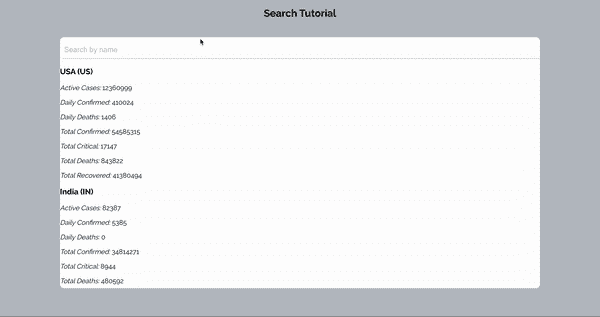 Search Tutorial
Search by name
USA (US)
Active Cases: 12360999
Daily Confirmed: 410024
Daily Deaths: 1406
Total Confirmed: 54585315
Total Critical: 17147
Total Deaths: 843822
Total Recovered: 41380494
India (IN)
Active Cases: 82387
Daily Confirmed: 5385
Daily Deaths: 0
Total Confirmed: 34814271
Total Critical: 8944
Total Deaths: 480592